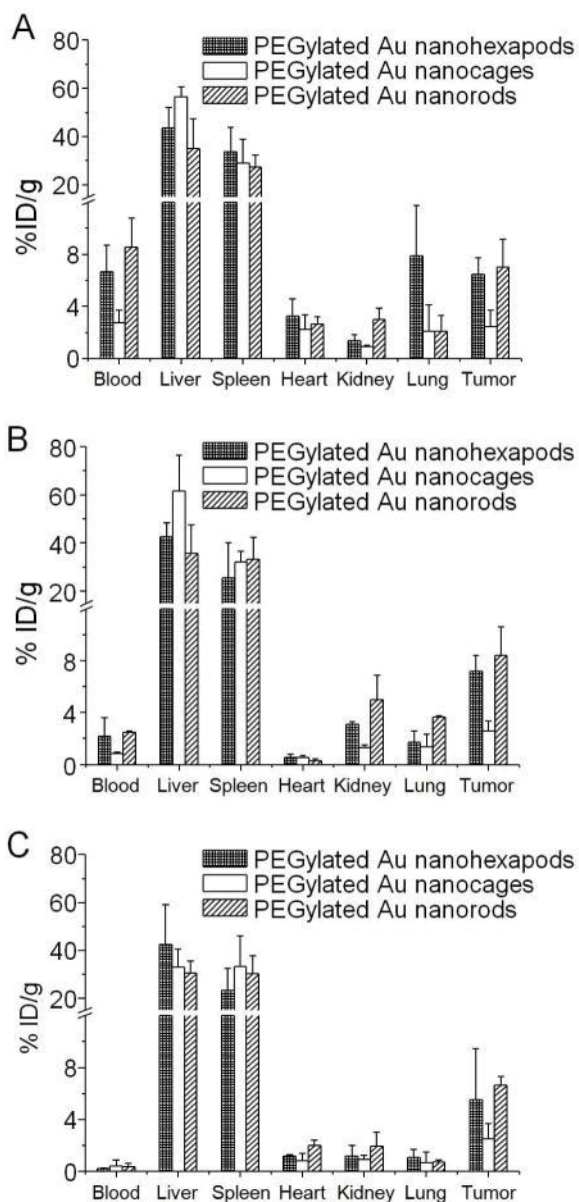 A
80
60
40
20
8
4
0
%ID/g
PEGylated Au nanohexapods
PEGylated Au nanocages
PEGylated Au nanorods
Blood Liver Spleen Heart Kidney Lung Tumor
B
80
60
40
20
8
4
0
% ID/g
PEGylated Au nanohexapods
PEGylated Au nanocages
PEGylated Au nanorods
Blood Liver Spleen Heart Kidney Lung Tumor
C
80
60
40
20
8
4
0
% ID/g
PEGylated Au nanohexapods
PEGylated Au nanocages
PEGylated Au nanorods
Blood Liver Spleen Heart Kidney Lung Tumor